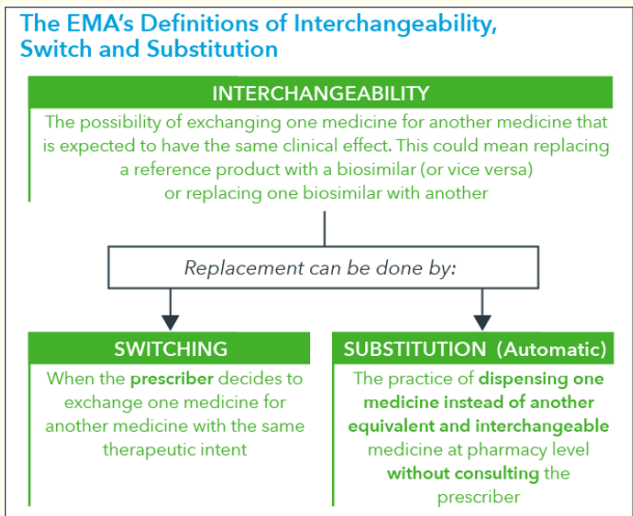 The EMA's Definitions of Interchangeability,
Switch and Substitution
INTERCHANGEABILITY
The possibility of exchanging one medicine for another medicine that
is expected to have the same clinical effect. This could mean replacing
a reference product with a biosimilar (or vice versa)
or replacing one biosimilar with another
Replacement can be done by:
SWITCHING
When the prescriber decides to
exchange one medicine for
another medicine with the same
therapeutic intent
SUBSTITUTION (Automatic)
The practice of dispensing one
medicine instead of another
equivalent and interchangeable
medicine at pharmacy level
without consulting the
prescriber